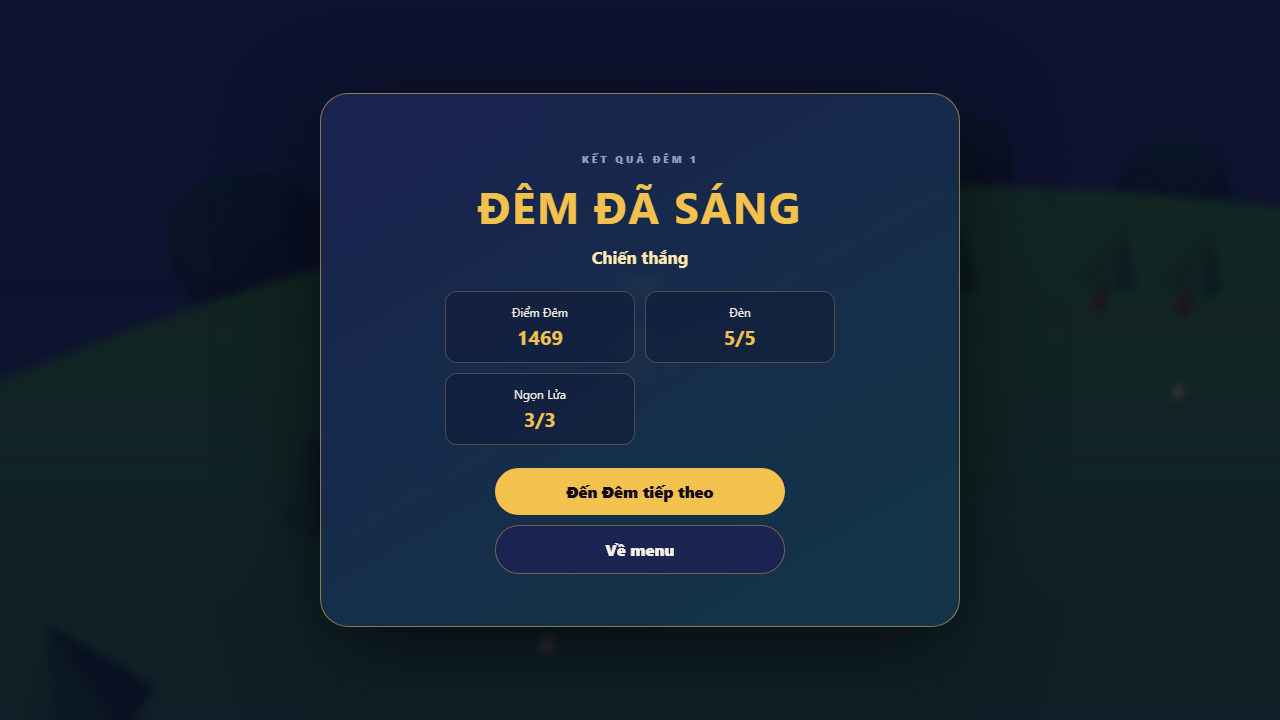 KẾT QUẢ ĐÊM 1
ĐÊM ĐÃ SÁNG
Chiến thắng
Điểm Đêm
1469
Đèn
5/5
Ngọn Lửa
3/3
Đến Đêm tiếp theo
Về menu